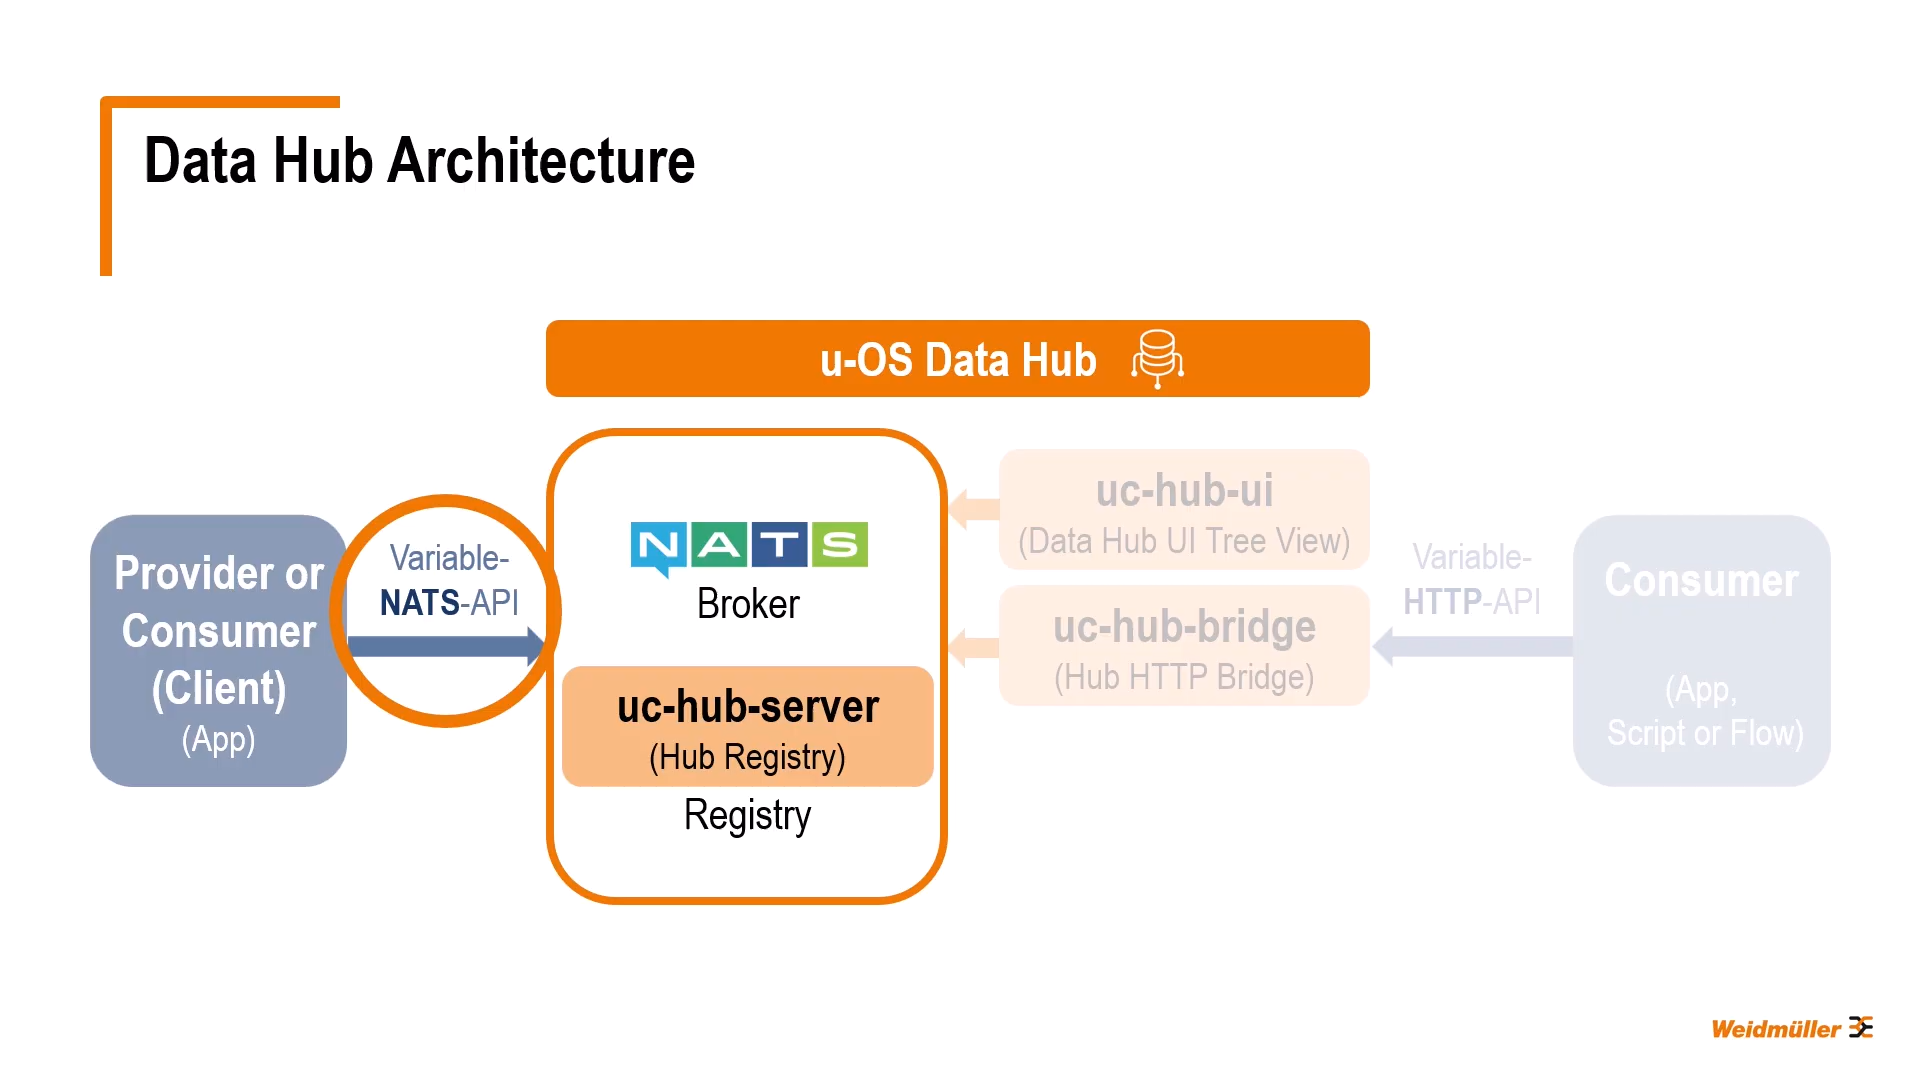 Data Hub Architecture
u-OS Data Hub
Provider or
Consumer
(Client)
(App)
Variable-
NATS-API
NATS
Broker
uc-hub-server
(Hub Registry)
Registry
uc-hub-ui
(Data Hub UI Tree View)
uc-hub-bridge
(Hub HTTP Bridge)
Variable-
HTTP-API
Consumer
(App,
Script or Flow)
Weidmüller